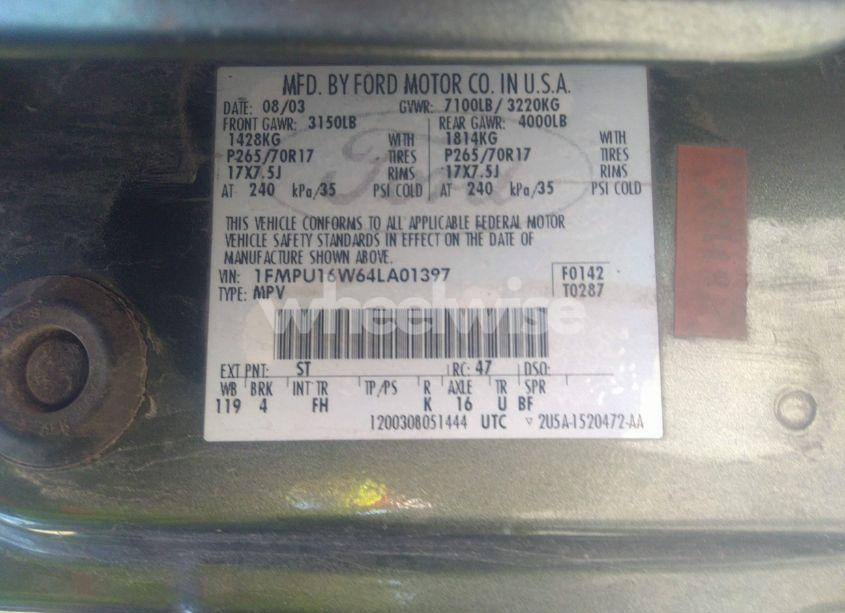 MFD. BY FORD MOTOR CO. IN U.S.A.
DATE: 08/03 GVWR: 7100LB/ 3220KG
FRONT GAWR: 3150LB REAR GAWR: 4000LB
1428KG WITH 1814KG WITH
P265/70R17 TIRES P265/70R17 TIRES
17X7.5J RIMS 17X7.5J RIMS
AT 240 kPa/35 PSI COLD AT 240 kPa/35 PSI COLD
THIS VEHICLE CONFORMS TO ALL APPLICABLE FEDERAL MOTOR
VEHICLE SAFETY STANDARDS IN EFFECT ON THE DATE OF
MANUFACTURE SHOWN ABOVE.
VIN: 1FMPU16W64LA01397 F0142
TYPE: MPV T0287
wheelwise
EXT PNT: ST RC: 47 DSO:
WB BRK INT TR TP/PS R AXLE TR SPR
119 4 FH K 16 U BF
1200308051444 UTC ▽ 2U5A-1520472-AA
Ford